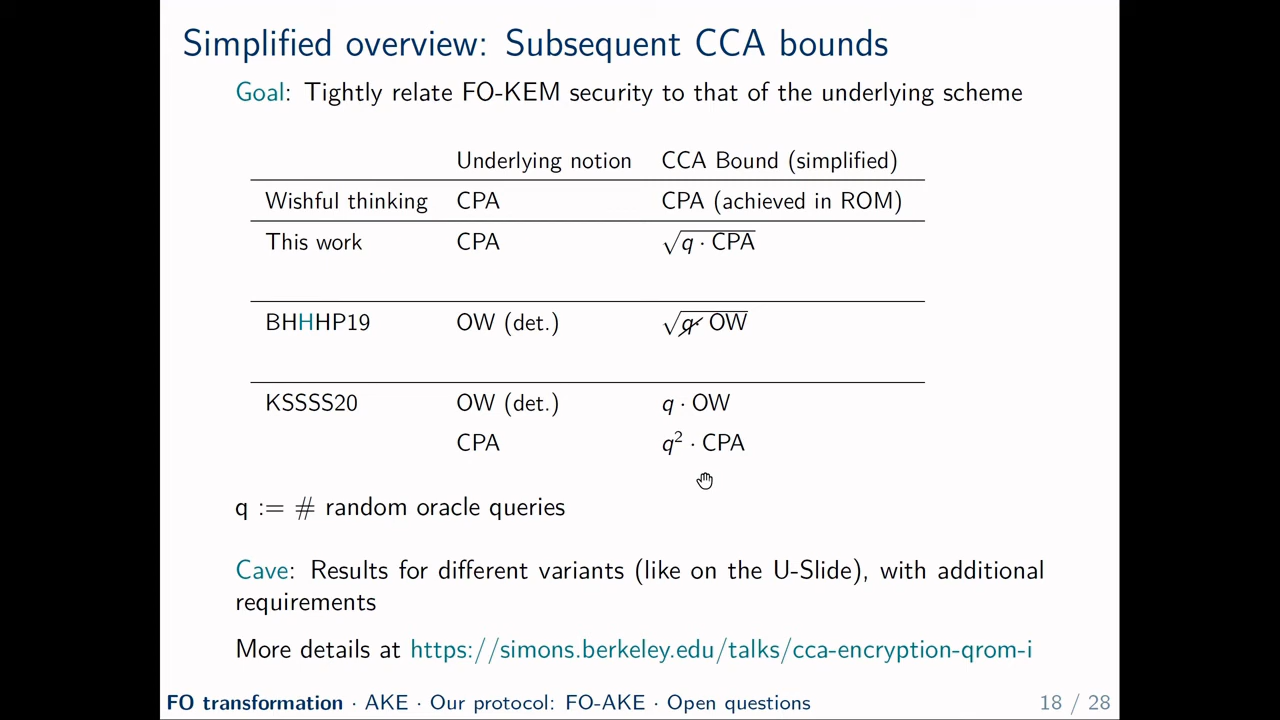 Simplified overview: Subsequent CCA bounds
Goal: Tightly relate FO-KEM security to that of the underlying scheme
Underlying notion CCA Bound (simplified)
Wishful thinking CPA CPA (achieved in ROM)
This work CPA √q · CPA
BHHHP19 OW (det.) √q · OW
KSSSS20 OW (det.) q · OW
CPA q² · CPA
q := # random oracle queries
Cave: Results for different variants (like on the U-Slide), with additional
requirements
More details at https://simons.berkeley.edu/talks/cca-encryption-qrom-i
FO transformation · AKE · Our protocol: FO-AKE · Open questions 18 / 28